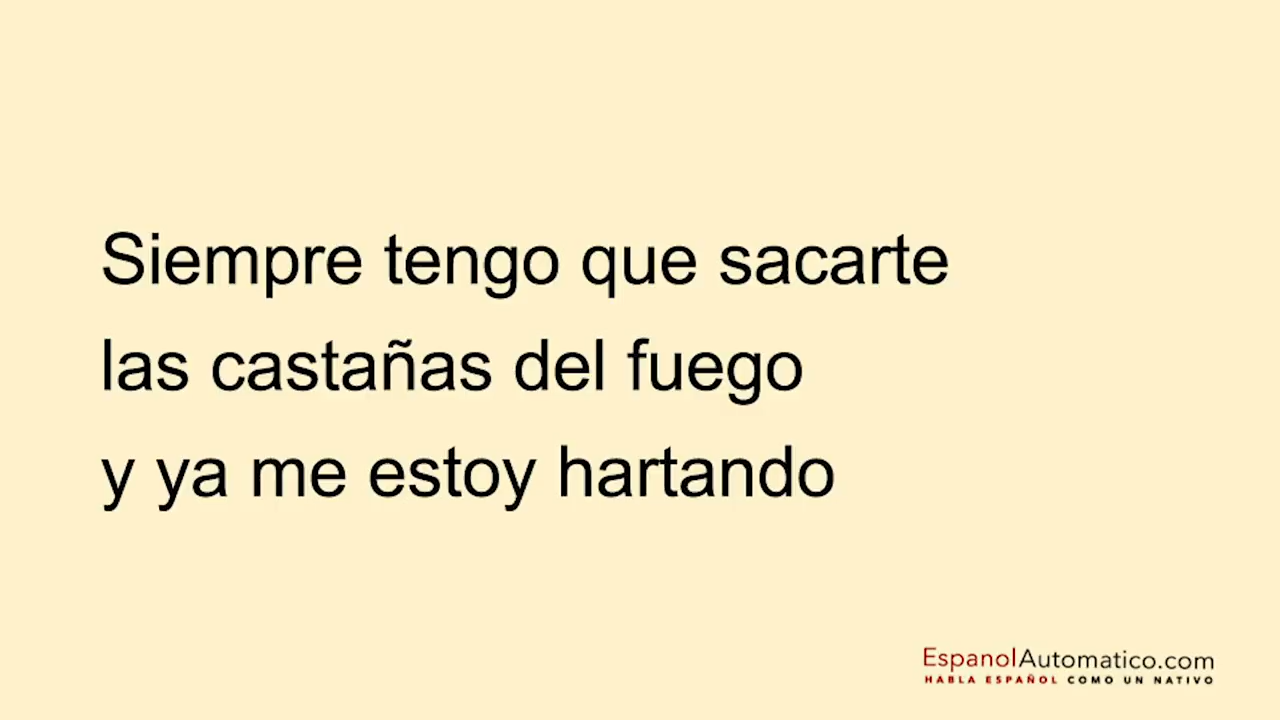 Siempre tengo que sacarte
las castañas del fuego
y ya me estoy hartando
EspanolAutomatico.com
HABLA ESPAÑOL COMO UN NATIVO